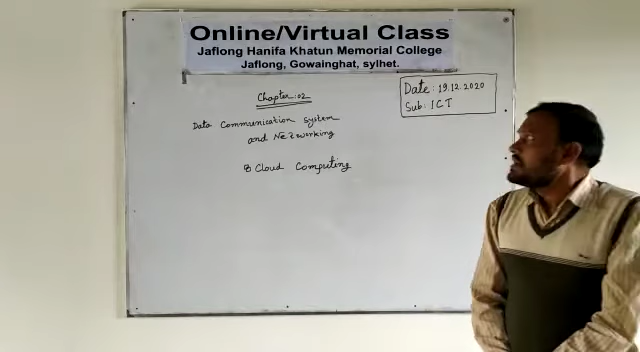 Online/Virtual Class
Jaflong Hanifa Khatun Memorial College
Jaflong, Gowainghat, sylhet.
Date: 19.12.2020
Sub: ICT
Chapter: 02
Data Communication system
and Networking
Cloud Computing